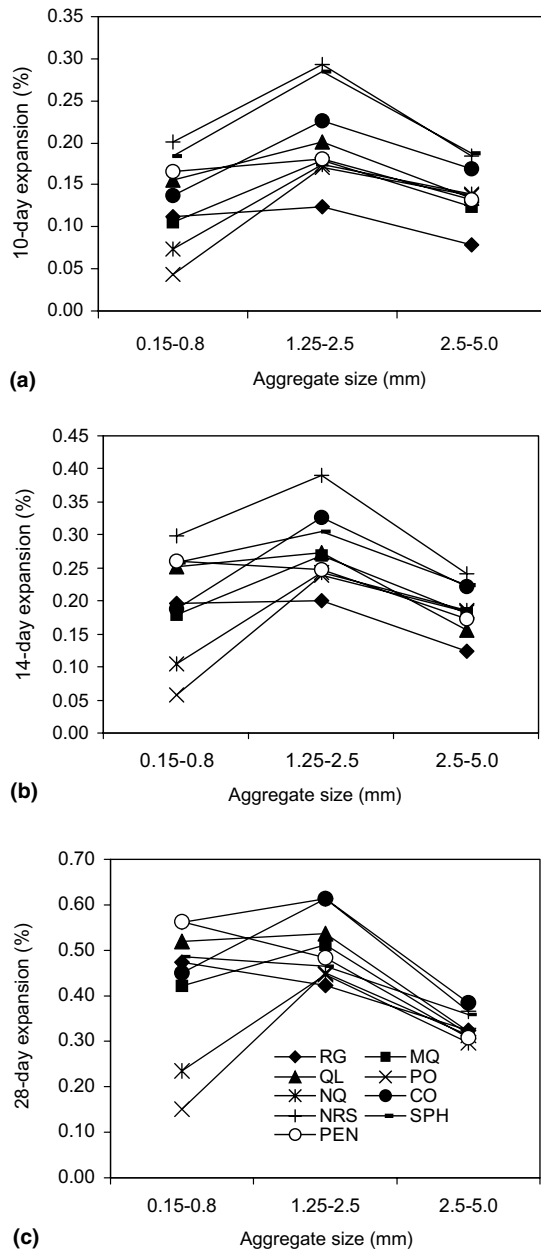 0.35
0.30
0.25
0.20
0.15
0.10
0.05
0.00
10-day expansion (%)
0.15-0.8 1.25-2.5 2.5-5.0
Aggregate size (mm)
(a)
0.45
0.40
0.35
0.30
0.25
0.20
0.15
0.10
0.05
0.00
14-day expansion (%)
0.15-0.8 1.25-2.5 2.5-5.0
Aggregate size (mm)
(b)
0.70
0.60
0.50
0.40
0.30
0.20
0.10
0.00
28-day expansion (%)
RG MQ
QL PO
NQ CO
NRS SPH
PEN
0.15-0.8 1.25-2.5 2.5-5.0
Aggregate size (mm)
(c)